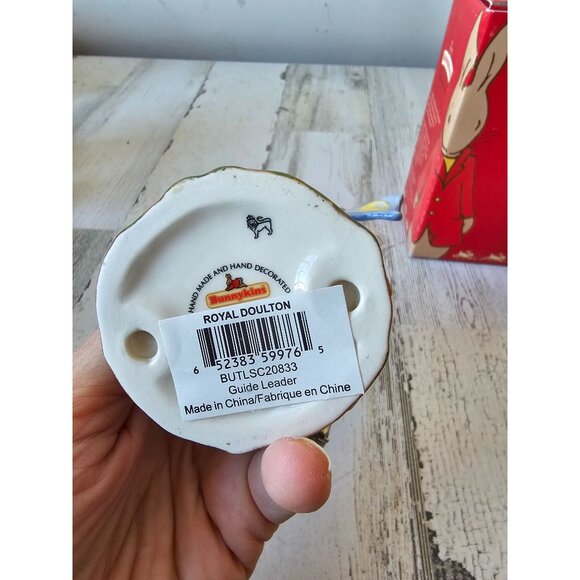 HAND MADE AND HAND DECORATED
Bunnykins
ROYAL DOULTON
6 52383 59976 5
BUTLSC20833
Guide Leader
Made in China/Fabrique en Chine